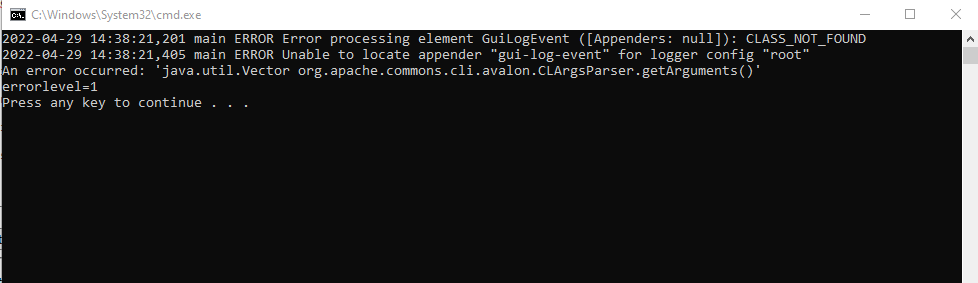 C:\Windows\System32\cmd.exe
2022-04-29 14:38:21,201 main ERROR Error processing element GuiLogEvent ([Appenders: null]): CLASS_NOT_FOUND
2022-04-29 14:38:21,405 main ERROR Unable to locate appender "gui-log-event" for logger config "root"
An error occurred: 'java.util.Vector org.apache.commons.cli.avalon.CLArgsParser.getArguments()'
errorlevel=1
Press any key to continue . . .